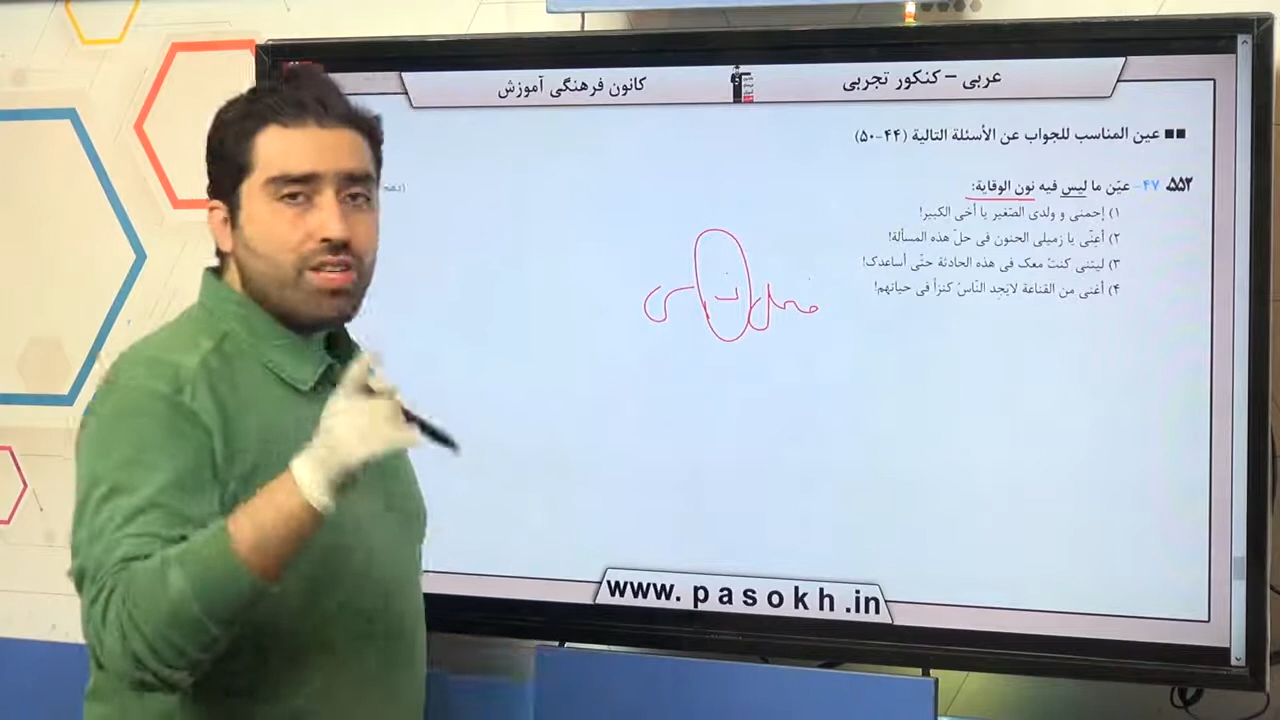 عربی - کنکور تجربی
کانون فرهنگی آموزش
■■ عین المناسب للجواب عن الأسئلة التالیة (۴۴-۵۰)
۵۵۲ ۴۷- عیّن ما لیس فیه نون الوقایة:
۱) إحمنی و ولدی الصّغیر یا أخی الکبیر!
۲) أعِنّی یا زمیلی الحنون فی حلّ هذه المسألة!
۳) لیتنی کنتُ معک فی هذه الحادثة حتّی أساعدک!
۴) أغنی من القناعة لایَجِد النّاسُ کنزاً فی حیاتهم!
www.pasokh.in